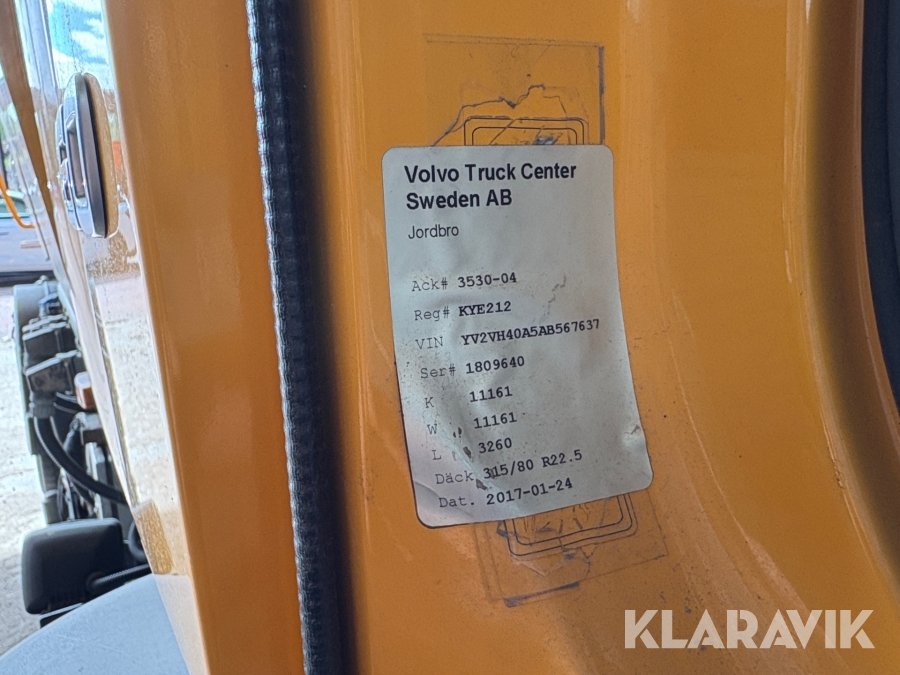 Volvo Truck Center
Sweden AB
Jordbro
Ack# 3530-04
Reg# KYE212
VIN YV2VH40A5AB567637
Ser# 1809640
K 11161
W 11161
L 3260
Däck 315/80 R22.5
Dat. 2017-01-24
KLARAVIK